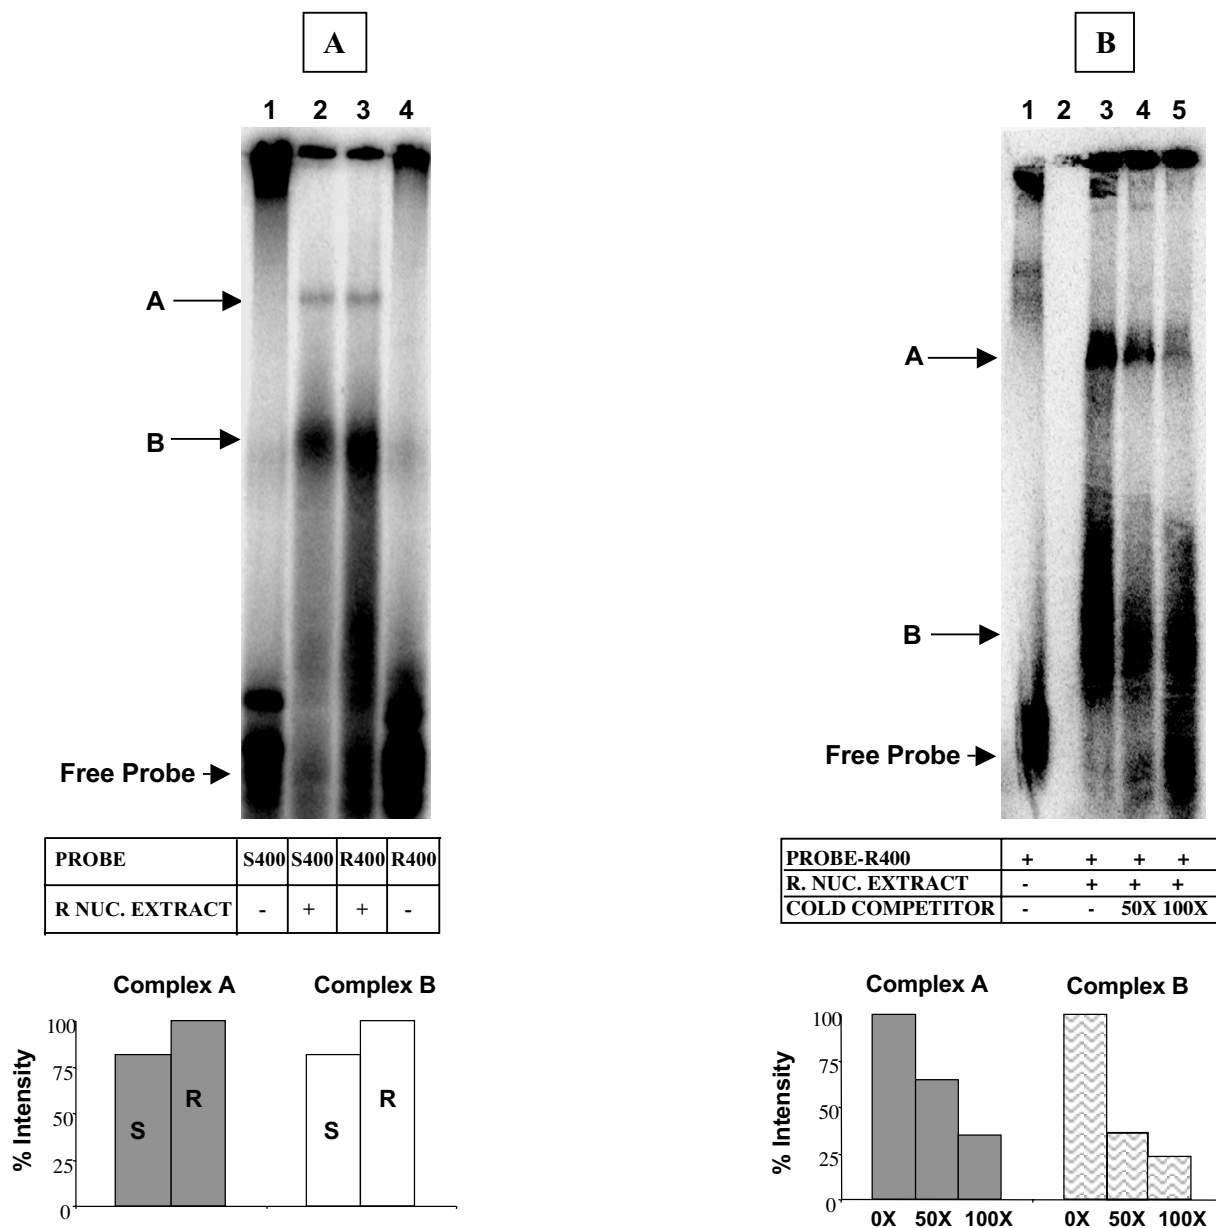 A
1 2 3 4
A
B
Free Probe
PROBE S400 S400 R400 R400
R NUC. EXTRACT - + + -
Complex A Complex B
% Intensity
100
75
50
25
0
S R
S R
B
1 2 3 4 5
A
B
Free Probe
PROBE-R400 + + + +
R. NUC. EXTRACT - + + +
COLD COMPETITOR - - 50X 100X
Complex A Complex B
% Intensity
100
75
50
25
0
0X 50X 100X 0X 50X 100X